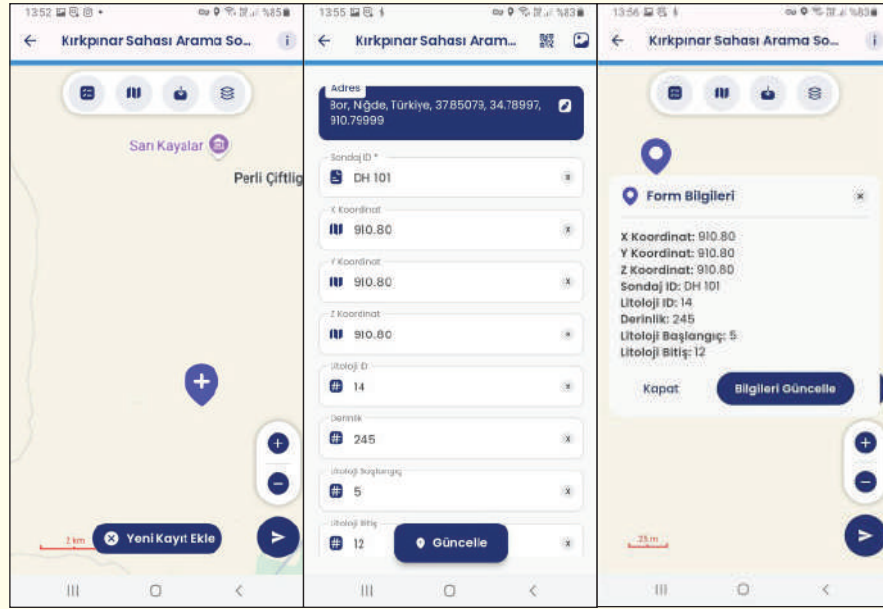 13:52
%85
Kırkpınar Sahası Arama So...
Sarı Kayalar
Perli Çiftlig
2 km
Yeni Kayıt Ekle
13:55
%83
Kırkpınar Sahası Aram...
Adres
Bor, Niğde, Türkiye, 37.85079, 34.78997,
910.79999
Sondaj ID *
DH 101
X Koordinat
910.80
Y Koordinat
910.80
Z Koordinat
910.80
Litoloji ID
14
Derinlik
245
Litoloji Başlangıç
5
Litoloji Bitiş
12
Güncelle
13:56
%83
Kırkpınar Sahası Arama So...
Form Bilgileri
X Koordinat: 910.80
Y Koordinat: 910.80
Z Koordinat: 910.80
Sondaj ID: DH 101
Litoloji ID: 14
Derinlik: 245
Litoloji Başlangıç: 5
Litoloji Bitiş: 12
Kapat
Bilgileri Güncelle
25 m